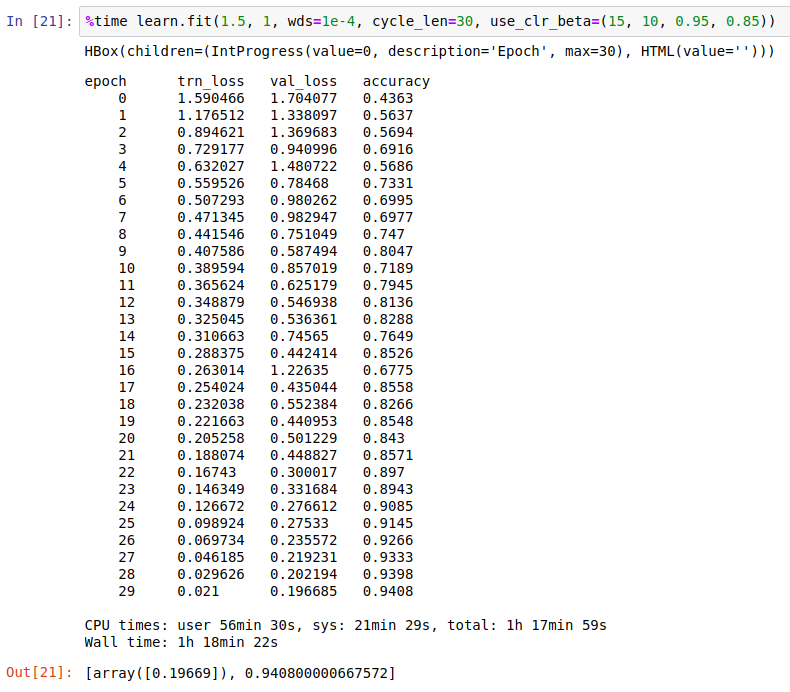 In [21]: %time learn.fit(1.5, 1, wds=1e-4, cycle_len=30, use_clr_beta=(15, 10, 0.95, 0.85))
HBox(children=(IntProgress(value=0, description='Epoch', max=30), HTML(value='')))
epoch trn_loss val_loss accuracy
0 1.590466 1.704077 0.4363
1 1.176512 1.338097 0.5637
2 0.894621 1.369683 0.5694
3 0.729177 0.940996 0.6916
4 0.632027 1.480722 0.5686
5 0.559526 0.78468 0.7331
6 0.507293 0.980262 0.6995
7 0.471345 0.982947 0.6977
8 0.441546 0.751049 0.747
9 0.407586 0.587494 0.8047
10 0.389594 0.857019 0.7189
11 0.365624 0.625179 0.7945
12 0.348879 0.546938 0.8136
13 0.325045 0.536361 0.8288
14 0.310663 0.74565 0.7649
15 0.288375 0.442414 0.8526
16 0.263014 1.22635 0.6775
17 0.254024 0.435044 0.8558
18 0.232038 0.552384 0.8266
19 0.221663 0.440953 0.8548
20 0.205258 0.501229 0.843
21 0.188074 0.448827 0.8571
22 0.16743 0.300017 0.897
23 0.146349 0.331684 0.8943
24 0.126672 0.276612 0.9085
25 0.098924 0.27533 0.9145
26 0.069734 0.235572 0.9266
27 0.046185 0.219231 0.9333
28 0.029626 0.202194 0.9398
29 0.021 0.196685 0.9408
CPU times: user 56min 30s, sys: 21min 29s, total: 1h 17min 59s
Wall time: 1h 18min 22s
Out[21]: [array([0.19669]), 0.940800000667572]